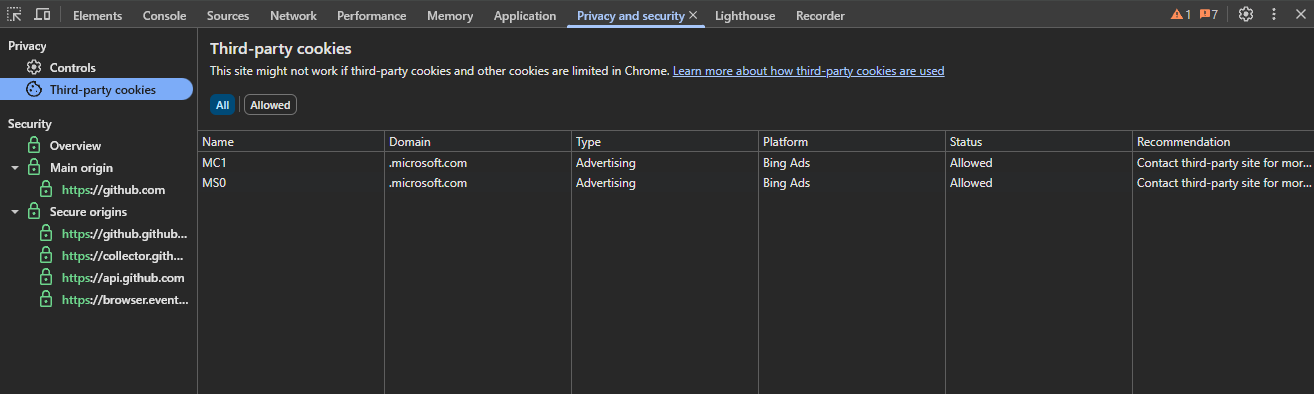 Elements Console Sources Network Performance Memory Application Privacy and security Lighthouse Recorder 1 7
Privacy
Controls
Third-party cookies
Security
Overview
Main origin
https://github.com
Secure origins
https://github.github...
https://collector.gith...
https://api.github.com
https://browser.event...
Third-party cookies
This site might not work if third-party cookies and other cookies are limited in Chrome. Learn more about how third-party cookies are used
All Allowed
Name Domain Type Platform Status Recommendation
MC1 .microsoft.com Advertising Bing Ads Allowed Contact third-party site for mor...
MS0 .microsoft.com Advertising Bing Ads Allowed Contact third-party site for mor...